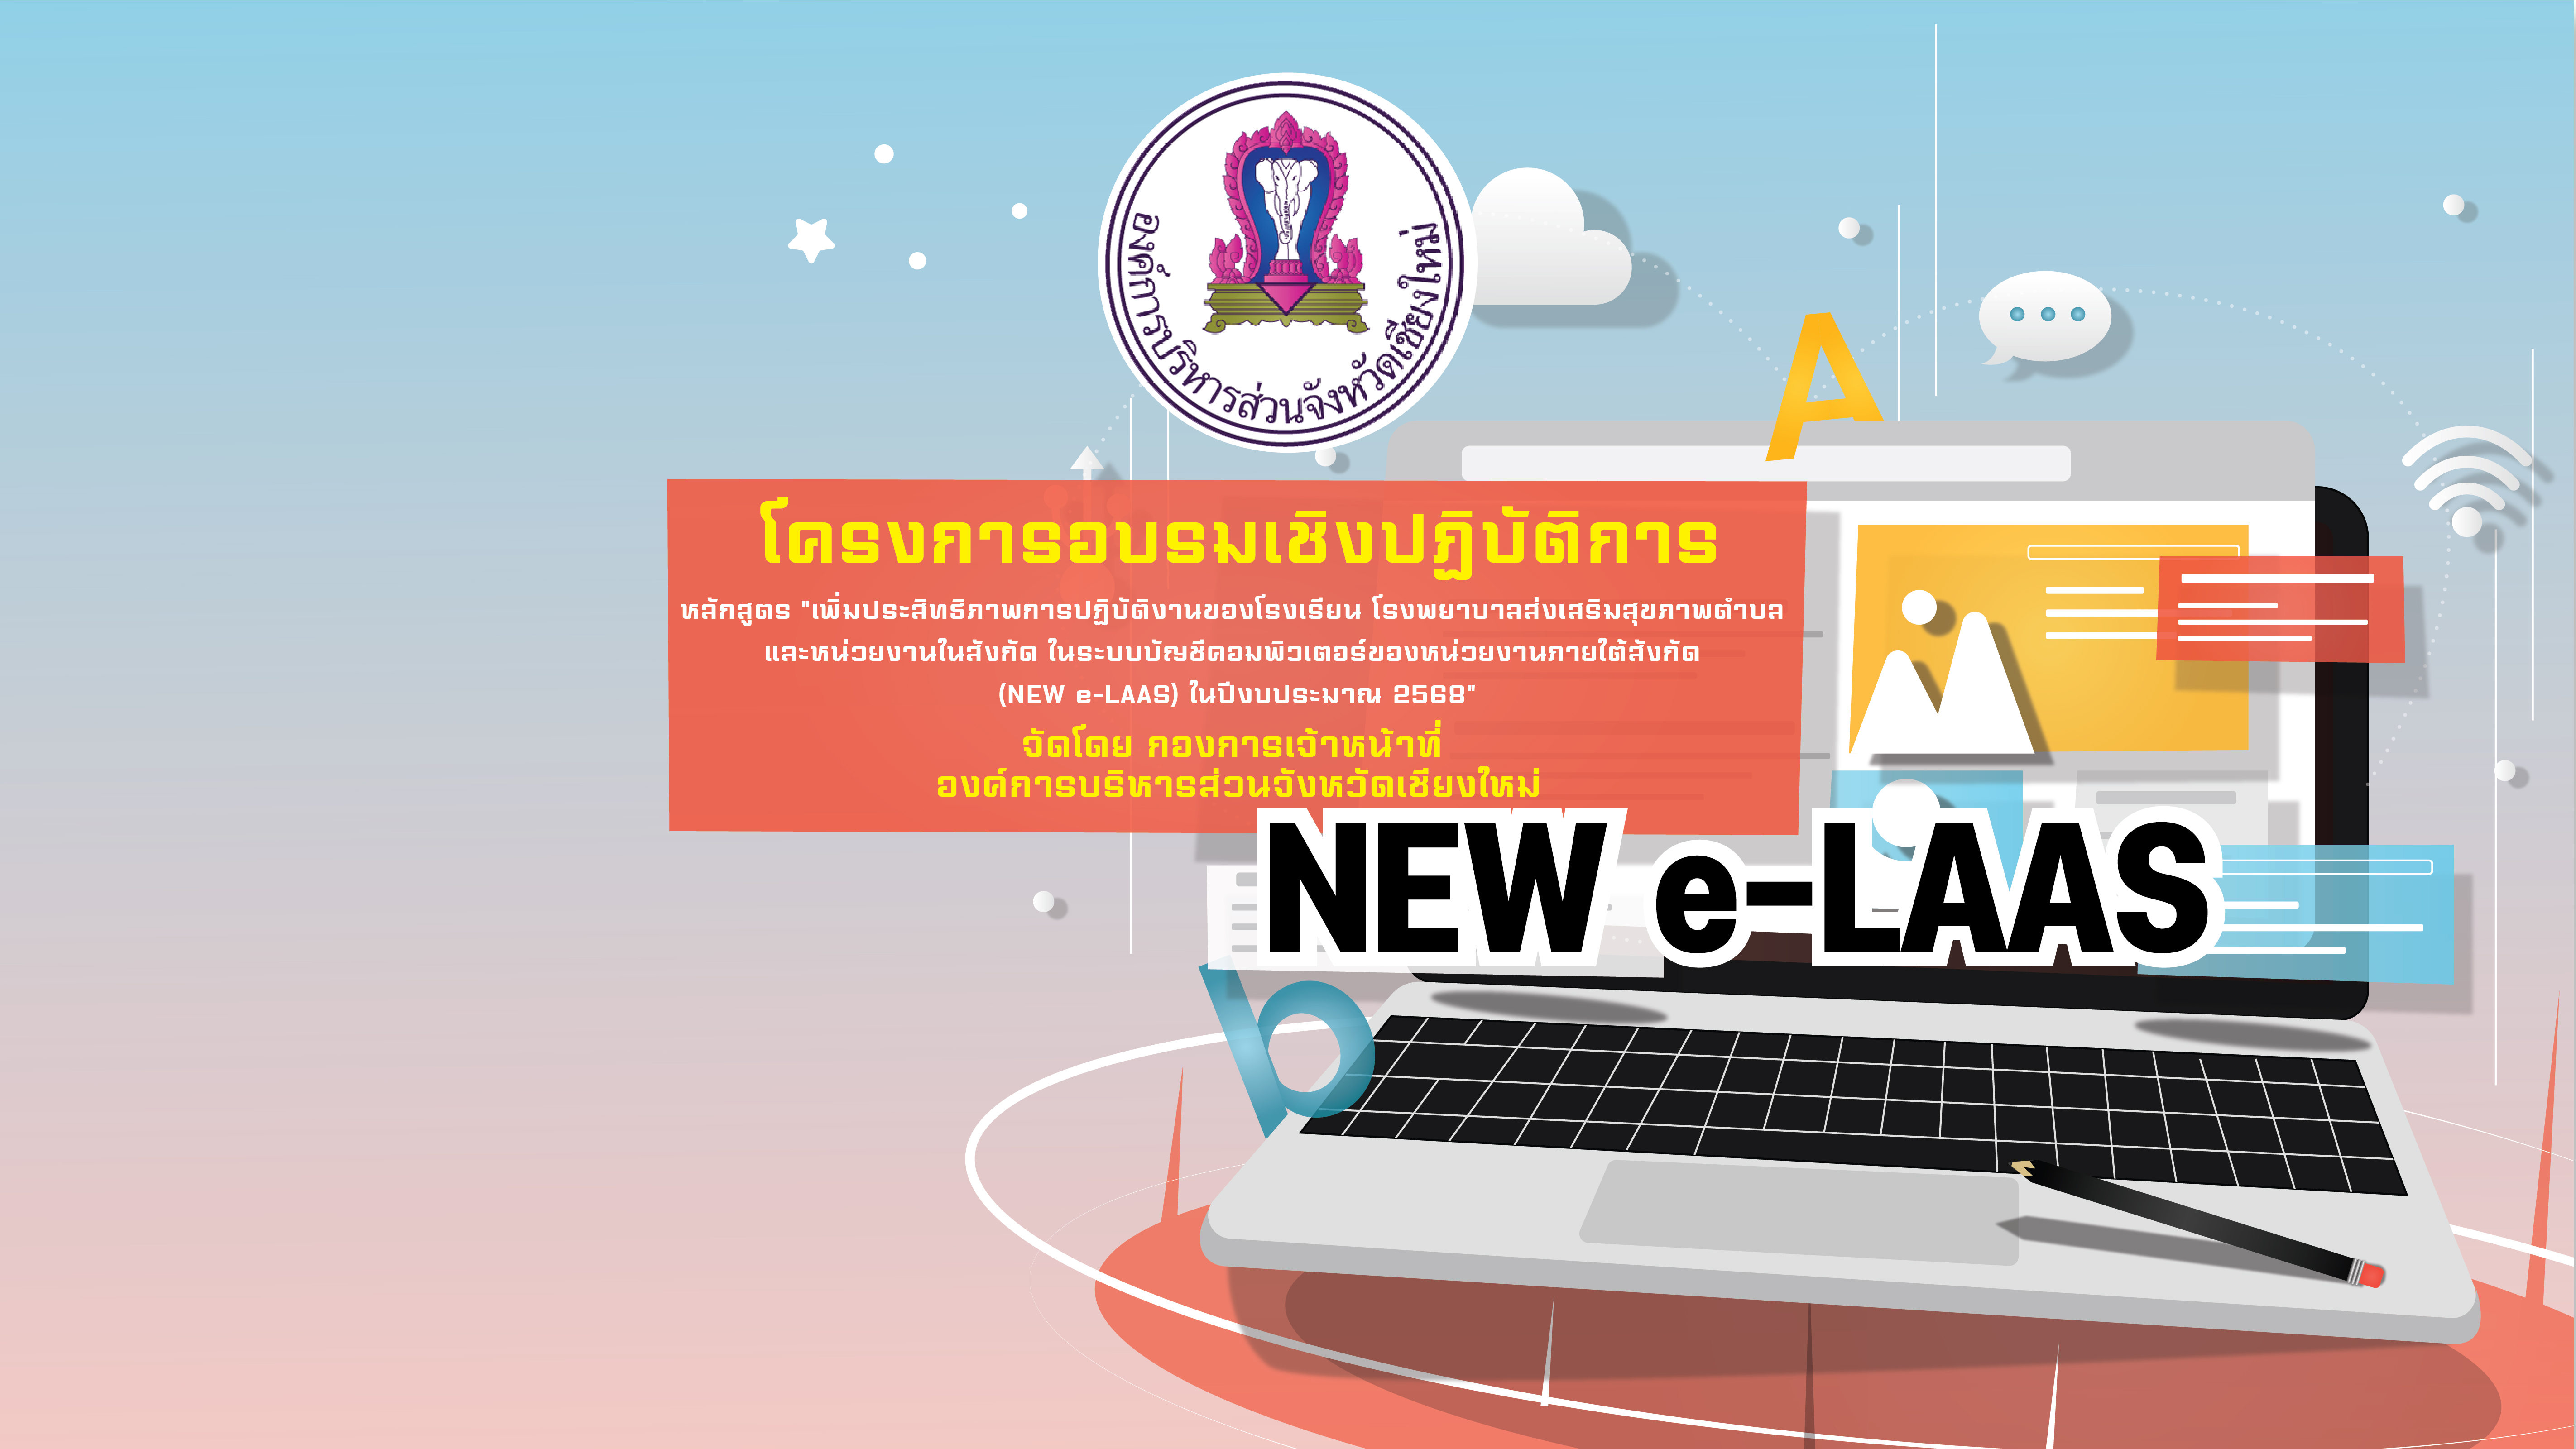 องค์การบริหารส่วนจังหวัดเชียงใหม่
A
โครงการอบรมเชิงปฏิบัติการ
หลักสูตร "เพิ่มประสิทธิภาพการปฏิบัติงานของโรงเรียน โรงพยาบาลส่งเสริมสุขภาพตำบล
และหน่วยงานในสังกัด ในระบบบัญชีคอมพิวเตอร์ของหน่วยงานภายใต้สังกัด
(NEW e-LAAS) ในปีงบประมาณ 2568"
จัดโดย กองการเจ้าหน้าที่
องค์การบริหารส่วนจังหวัดเชียงใหม่
NEW e-LAAS
b